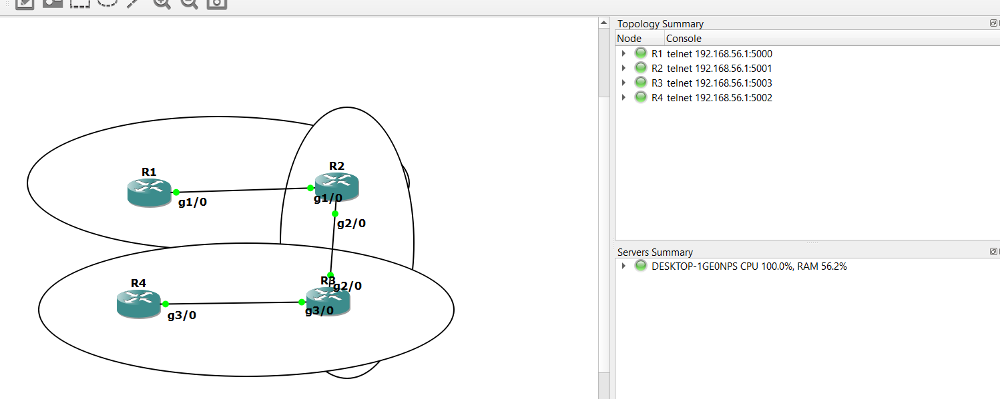 R1
g1/0
R2
g1/0
g2/0
R4
g3/0
R3
g2/0
g3/0
Topology Summary
Node Console
R1 telnet 192.168.56.1:5000
R2 telnet 192.168.56.1:5001
R3 telnet 192.168.56.1:5003
R4 telnet 192.168.56.1:5002
Servers Summary
DESKTOP-1GE0NPS CPU 100.0%, RAM 56.2%